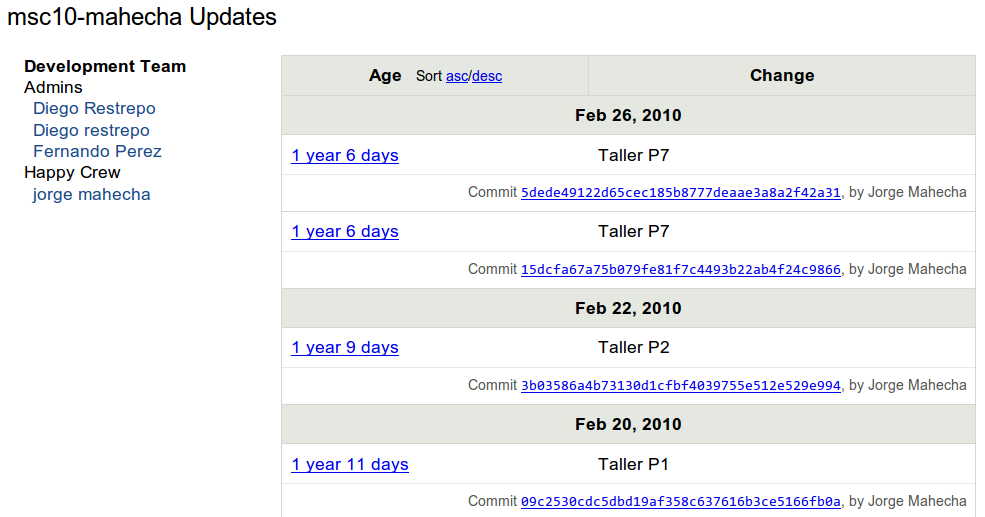 msc10-mahecha Updates
Development Team
Admins
Diego Restrepo
Diego restrepo
Fernando Perez
Happy Crew
jorge mahecha
Age Sort asc/desc Change
Feb 26, 2010
1 year 6 days Taller P7
Commit 5dede49122d65cec185b8777deaae3a8a2f42a31, by Jorge Mahecha
1 year 6 days Taller P7
Commit 15dcfa67a75b079fe81f7c4493b22ab4f24c9866, by Jorge Mahecha
Feb 22, 2010
1 year 9 days Taller P2
Commit 3b03586a4b73130d1cfbf4039755e512e529e994, by Jorge Mahecha
Feb 20, 2010
1 year 11 days Taller P1
Commit 09c2530cdc5dbd19af358c637616b3ce5166fb0a, by Jorge Mahecha